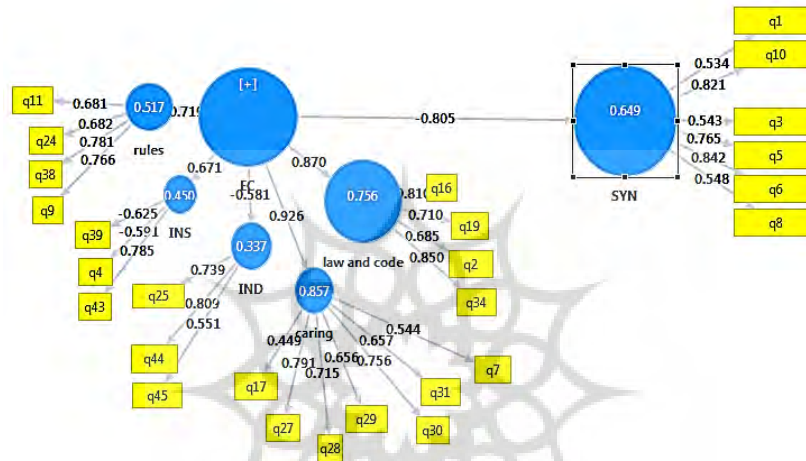 q1
0.534
q10
0.821
[+]
0.649
q11
0.681
0.517
0.719
-0.805
0.543
q3
q24
0.682
0.765
q5
0.781
rules
0.870
0.842
q38
0.766
0.671
EC
0.756
0.810
q16
0.548
q6
q9
0.450
-0.581
SYN
-0.625
0.926
0.710
q19
q8
q39
-0.591
INS
0.685
q4
0.785
0.337
law and code
0.850
q2
q43
0.739
IND
0.857
q34
q25
0.809
caring
0.544
0.551
0.449
0.657
q44
0.791
0.656
0.756
q7
0.715
q45
q17
q31
q27
q29
q30
q28